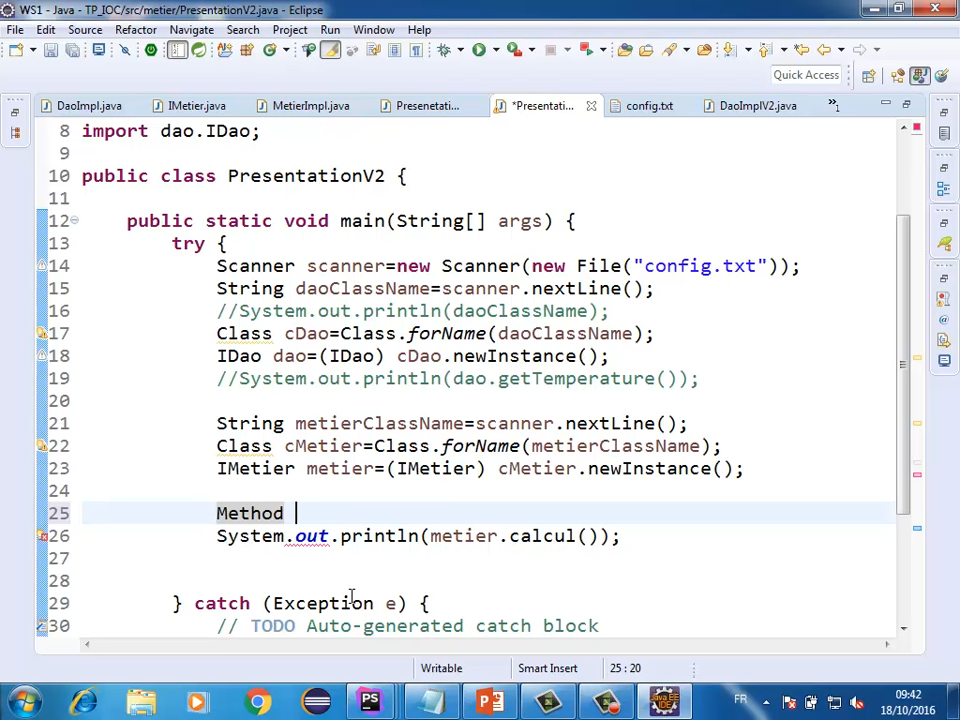 WS1 - Java - TP_IOC/src/metier/PresentationV2.java - Eclipse
File Edit Source Refactor Navigate Search Project Run Window Help
Quick Access
DaoImpl.java IMetier.java MetierImpl.java Presenetati... *Presentati... config.txt DaoImplV2.java »1
8 import dao.IDao;
9
10 public class PresentationV2 {
11
12 public static void main(String[] args) {
13 try {
14 Scanner scanner=new Scanner(new File("config.txt"));
15 String daoClassName=scanner.nextLine();
16 //System.out.println(daoClassName);
17 Class cDao=Class.forName(daoClassName);
18 IDao dao=(IDao) cDao.newInstance();
19 //System.out.println(dao.getTemperature());
20
21 String metierClassName=scanner.nextLine();
22 Class cMetier=Class.forName(metierClassName);
23 IMetier metier=(IMetier) cMetier.newInstance();
24
25 Method
26 System.out.println(metier.calcul());
27
28
29 } catch (Exception e) {
30 // TODO Auto-generated catch block
Writable Smart Insert 25 : 20
FR 09:42
18/10/2016